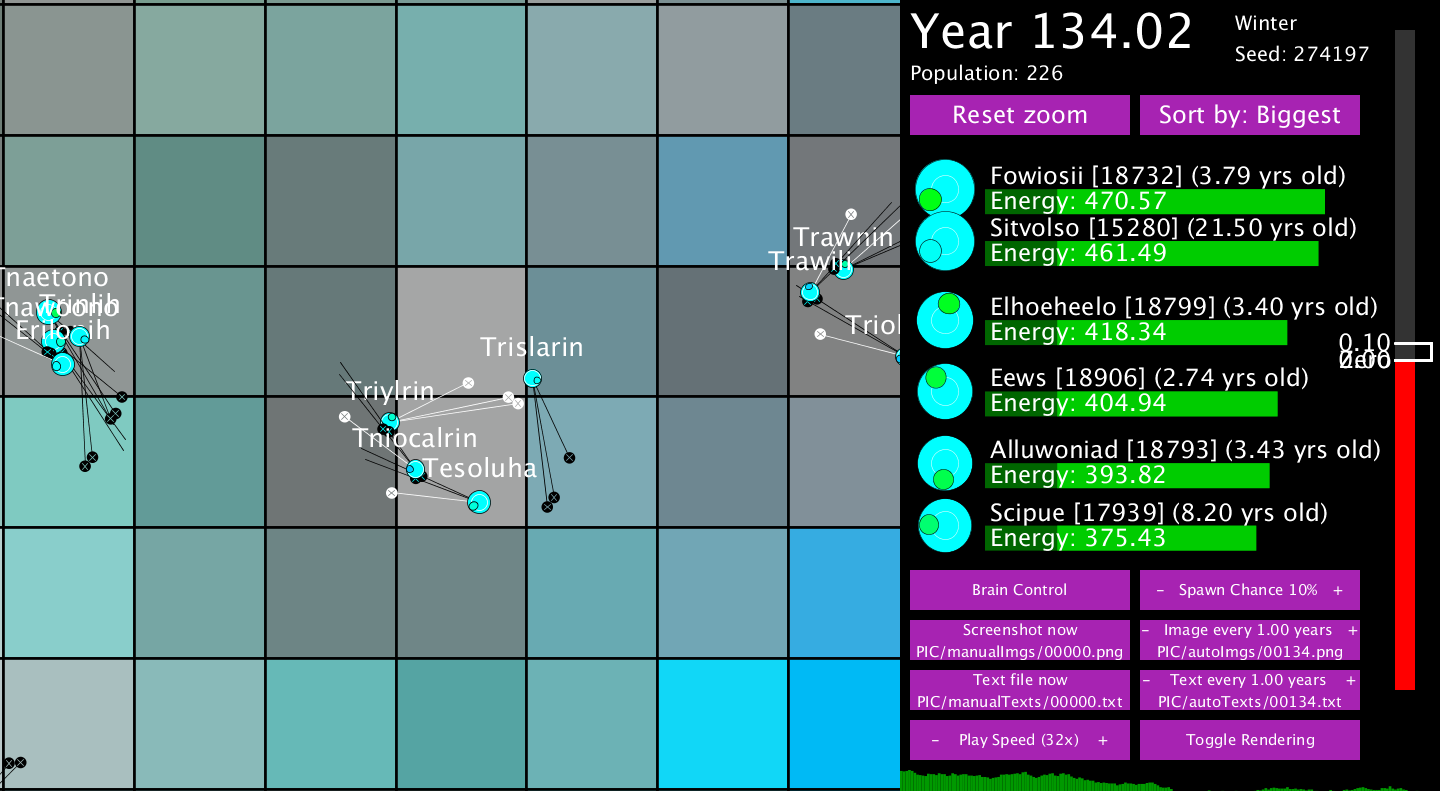 Year 134.02
Winter
Seed: 274197
Population: 226
Reset zoom
Sort by: Biggest
Fowiosii [18732] (3.79 yrs old)
Energy: 470.57
Sitvolso [15280] (21.50 yrs old)
Energy: 461.49
Elhoeheelo [18799] (3.40 yrs old)
Energy: 418.34
Eews [18906] (2.74 yrs old)
Energy: 404.94
Alluwoniad [18793] (3.43 yrs old)
Energy: 393.82
Scipue [17939] (8.20 yrs old)
Energy: 375.43
0.10
Brain Control
- Spawn Chance 10% +
Screenshot now
PIC/manualImgs/00000.png
- Image every 1.00 years +
PIC/autoImgs/00134.png
Text file now
PIC/manualTexts/00000.txt
- Text every 1.00 years +
PIC/autoTexts/00134.txt
- Play Speed (32x) +
Toggle Rendering
Trawnin
Trawili
Triol
Tnaetono
Trinlih
Trislarin
Triylrin
Tniocalrin
Tesoluha